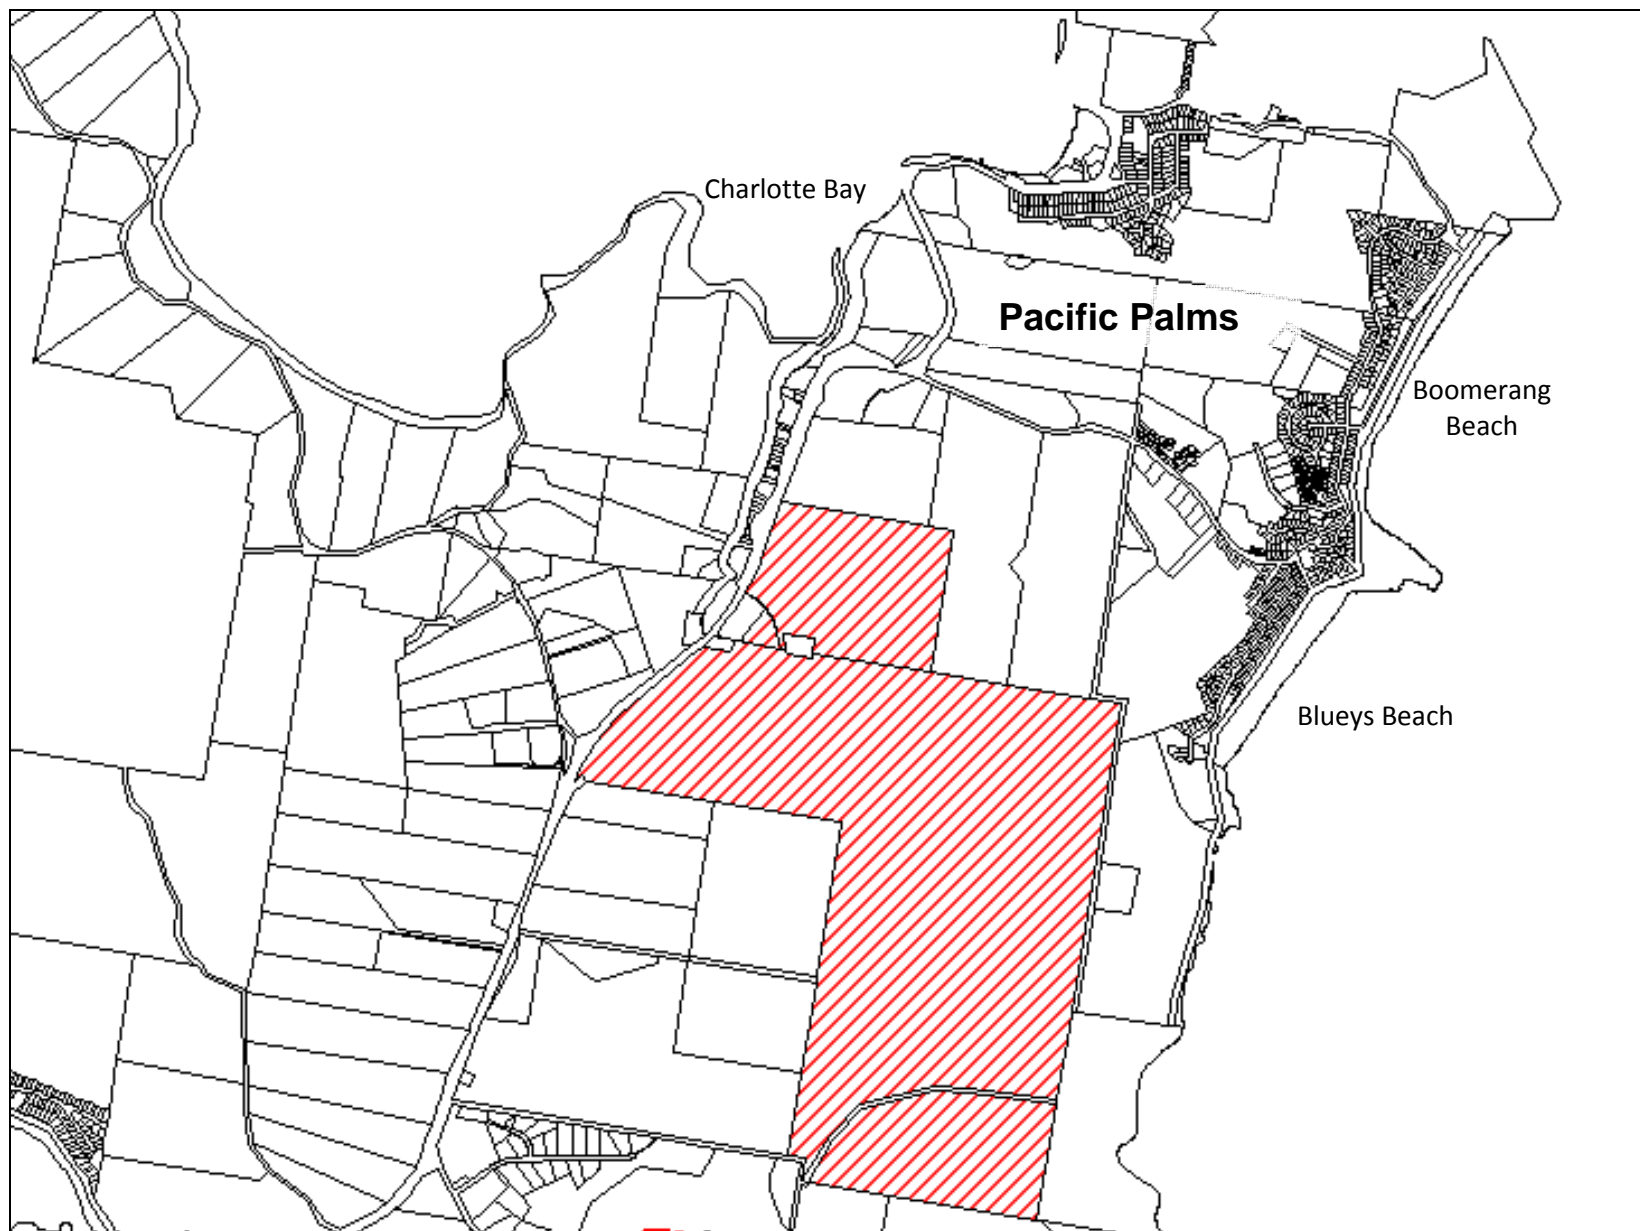 Charlotte Bay
Pacific Palms
Boomerang
Beach
Blueys Beach